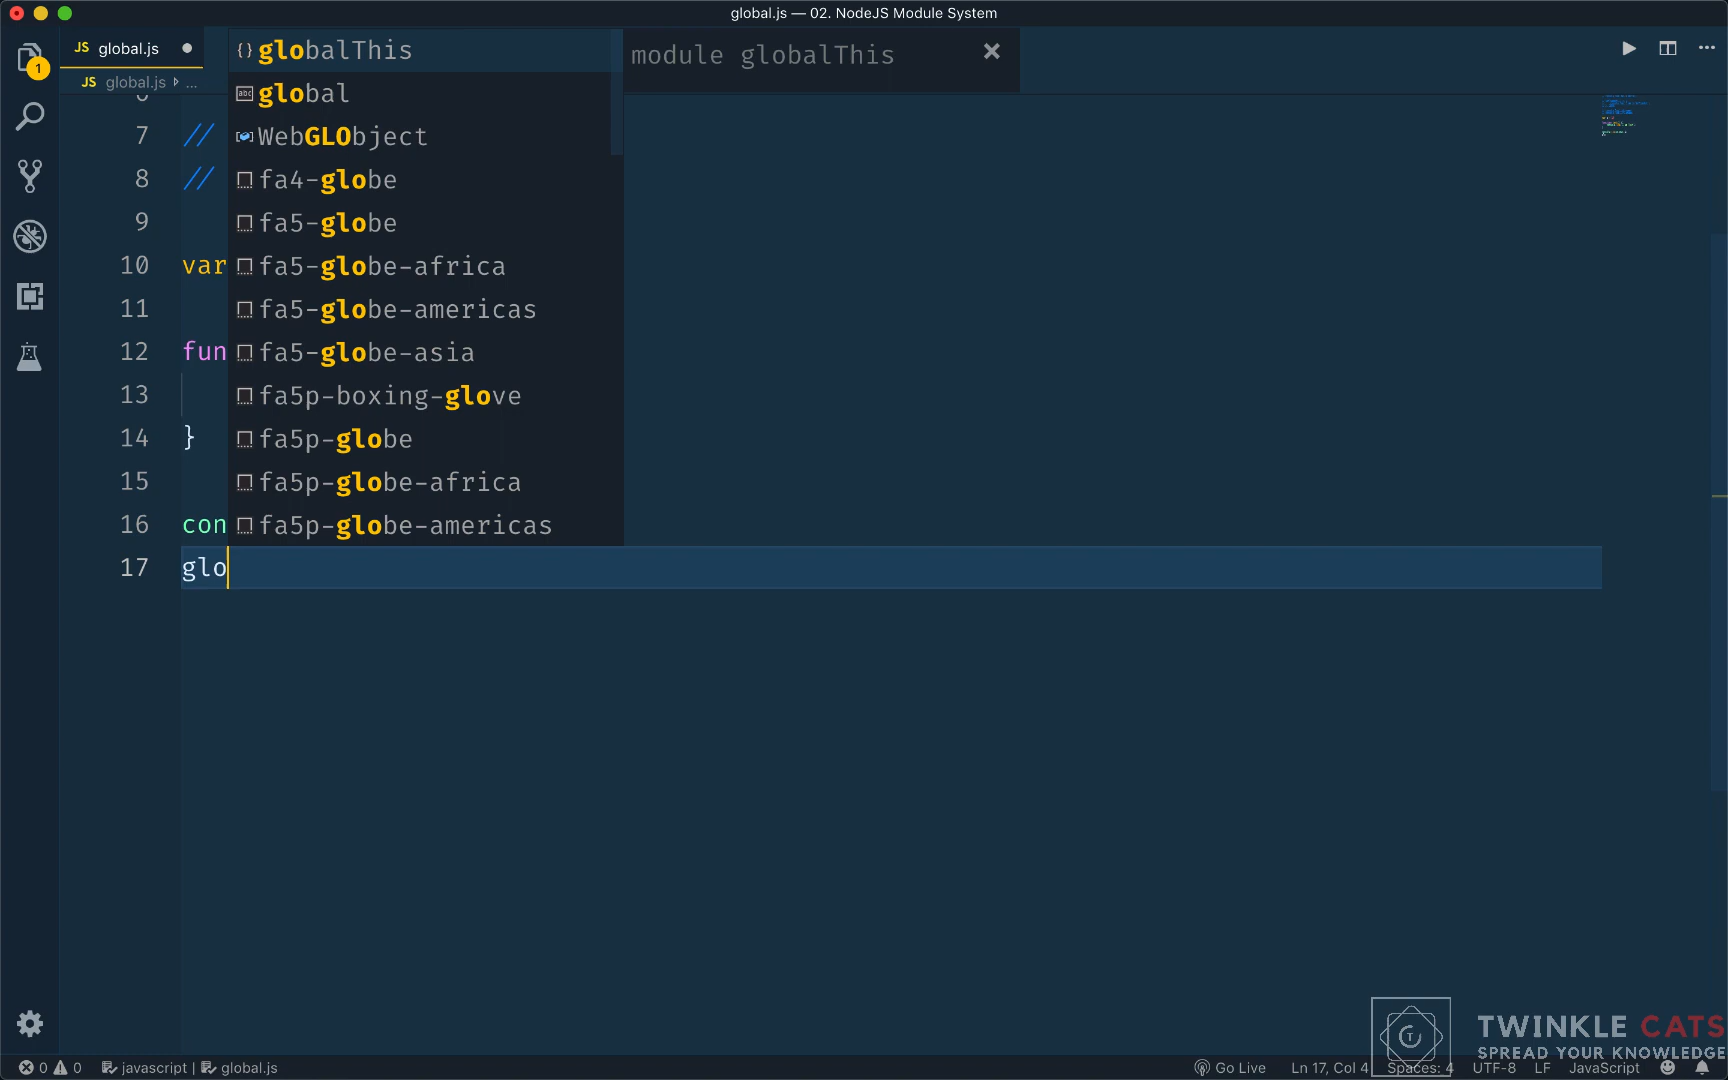 global.js — 02. NodeJS Module System
JS global.js
JS global.js ...
1
{} globalThis
module globalThis
abc global
WebGLObject
fa4-globe
fa5-globe
fa5-globe-africa
fa5-globe-americas
fa5-globe-asia
fa5p-boxing-glove
fa5p-globe
fa5p-globe-africa
fa5p-globe-americas
7 //
8 //
9
10 var
11
12 fun
13
14 }
15
16 con
17 glo
T
TWINKLE CATS
SPREAD YOUR KNOWLEDGE
0 0 javascript | global.js
Go Live Ln 17, Col 4 Spaces: 4 UTF-8 LF JavaScript